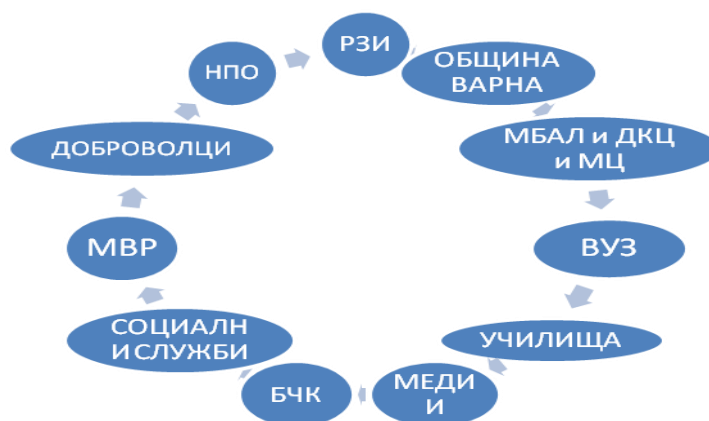 РЗИ
ОБЩИНА
ВАРНА
МБАЛ и ДКЦ
и МЦ
ВУЗ
УЧИЛИЩА
МЕДИ
И
БЧК
СОЦИАЛН
И СЛУЖБИ
МВР
ДОБРОВОЛЦИ
НПО